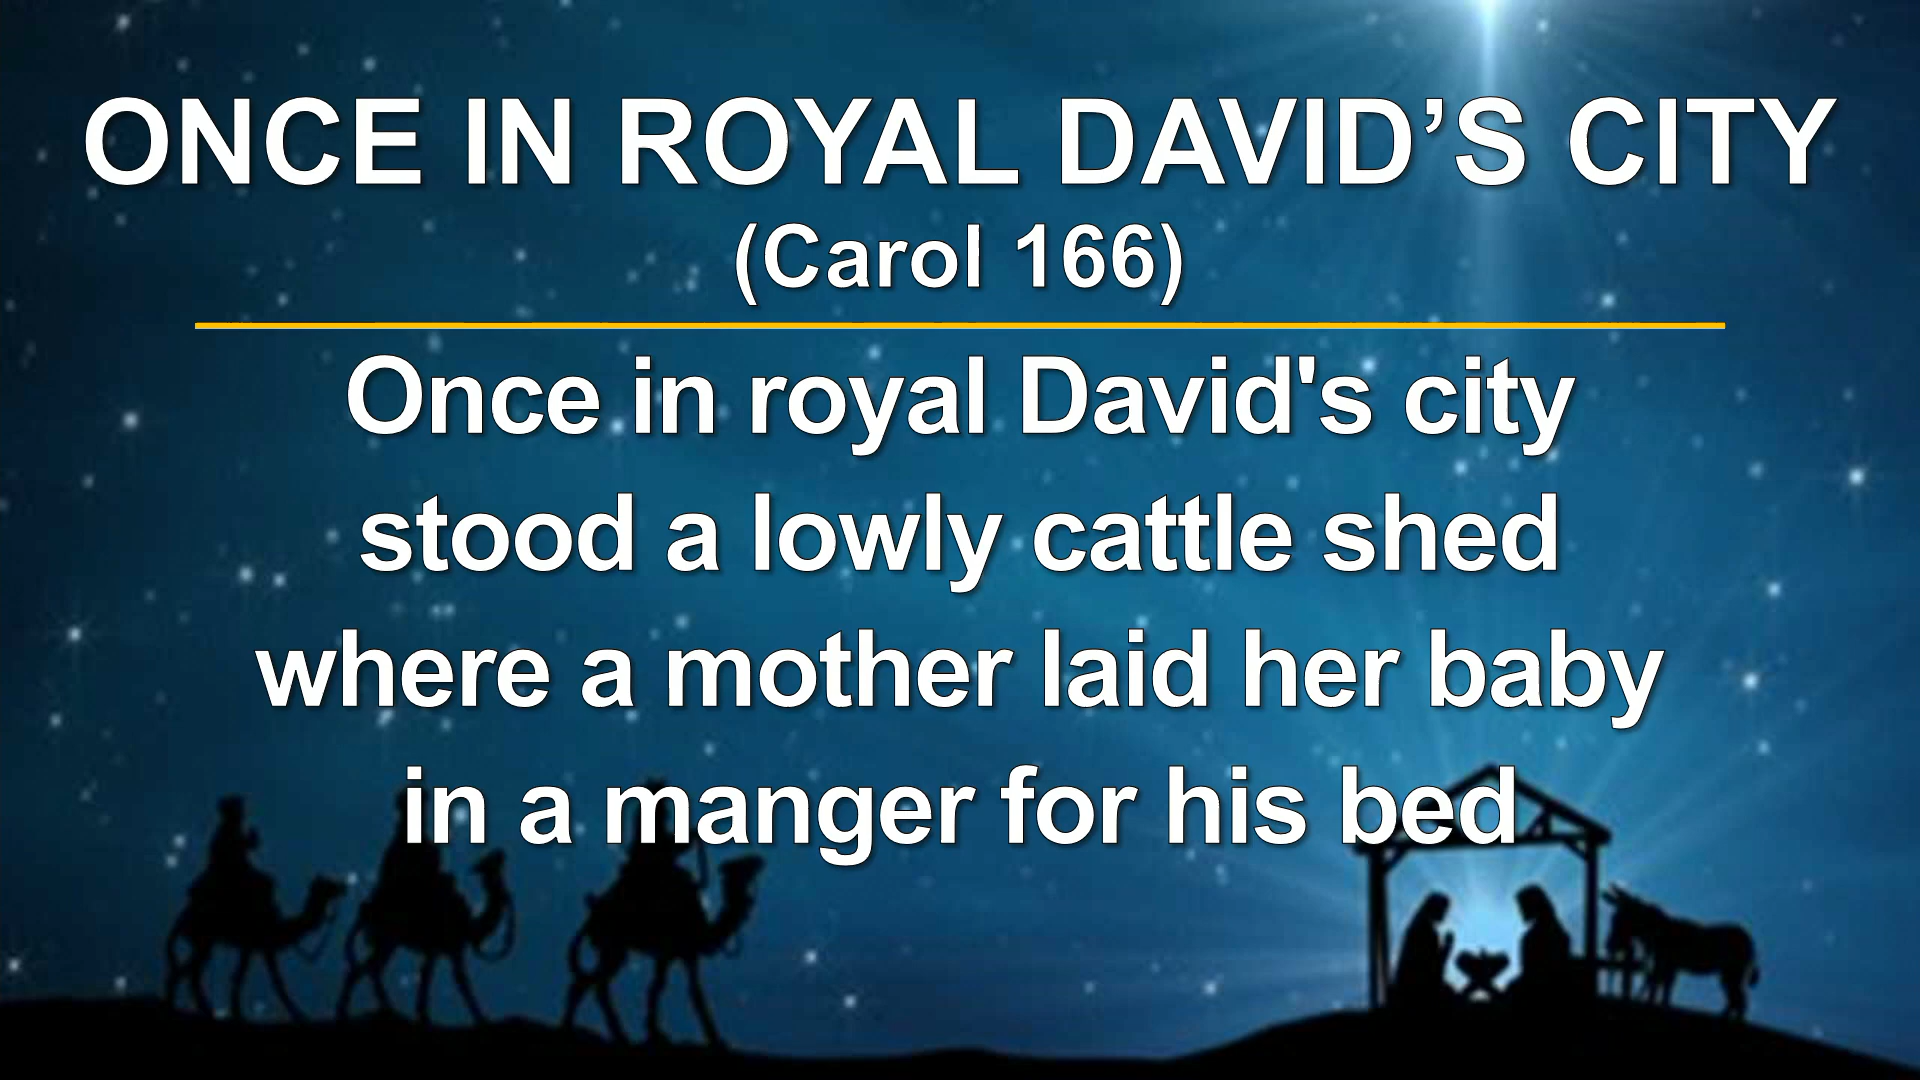 ONCE IN ROYAL DAVID’S CITY
(Carol 166)
Once in royal David's city
stood a lowly cattle shed
where a mother laid her baby
in a manger for his bed